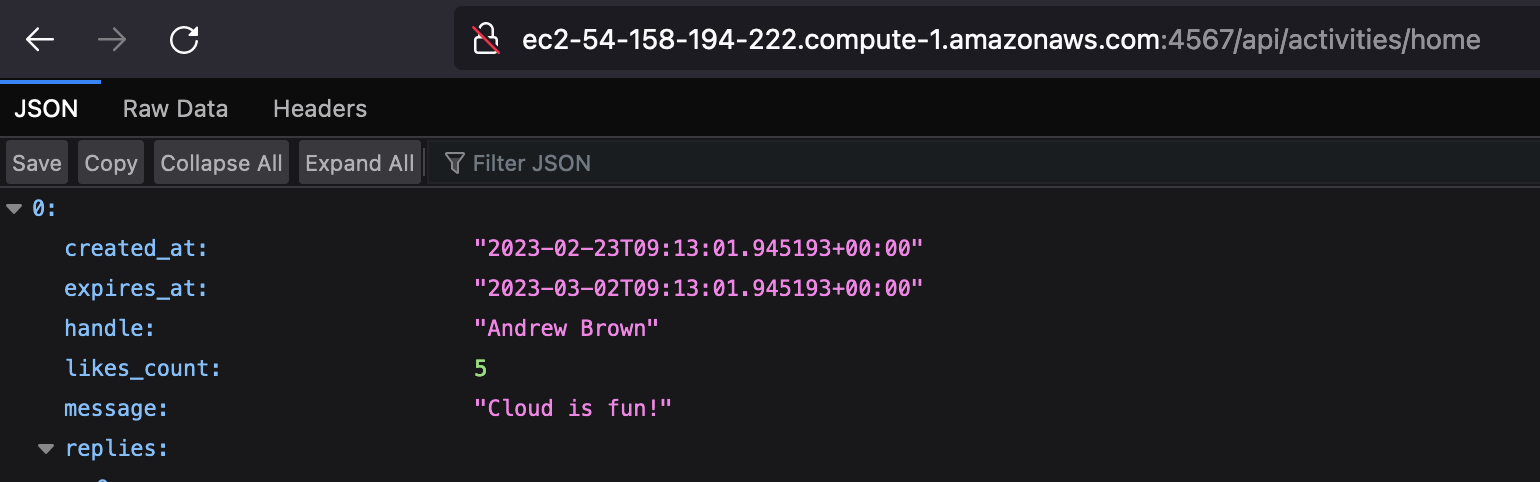 ec2-54-158-194-222.compute-1.amazonaws.com:4567/api/activities/home
JSON Raw Data Headers
Save Copy Collapse All Expand All Filter JSON
0:
created_at: "2023-02-23T09:13:01.945193+00:00"
expires_at: "2023-03-02T09:13:01.945193+00:00"
handle: "Andrew Brown"
likes_count: 5
message: "Cloud is fun!"
replies: